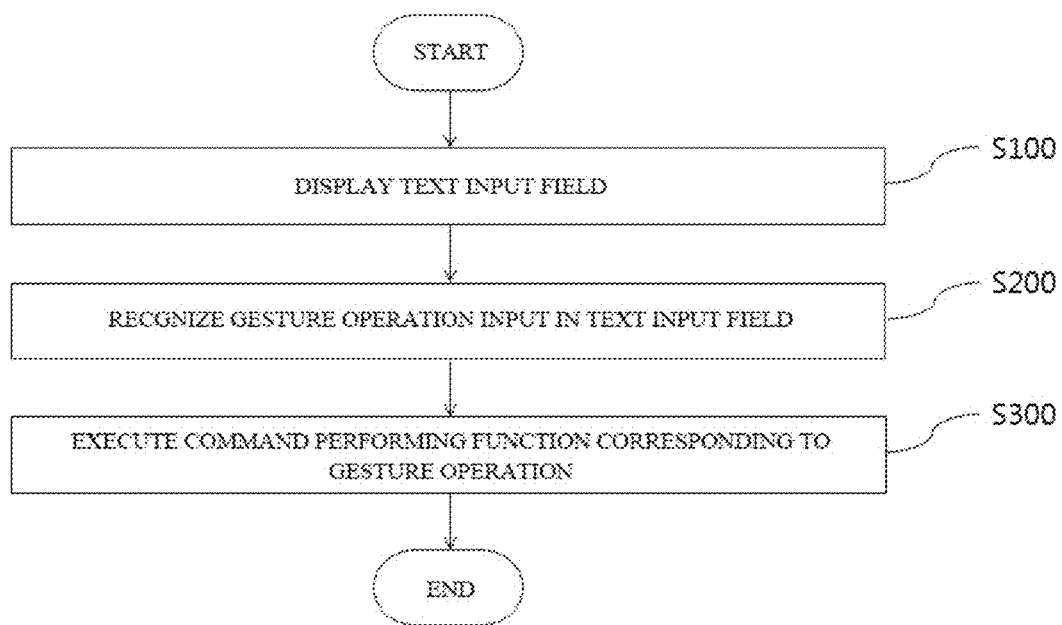 START
DISPLAY TEXT INPUT FIELD
S100
RECGNIZE GESTURE OPERATION INPUT IN TEXT INPUT FIELD
S200
EXECUTE COMMAND PERFORMING FUNCTION CORRESPONDING TO
GESTURE OPERATION
S300
END